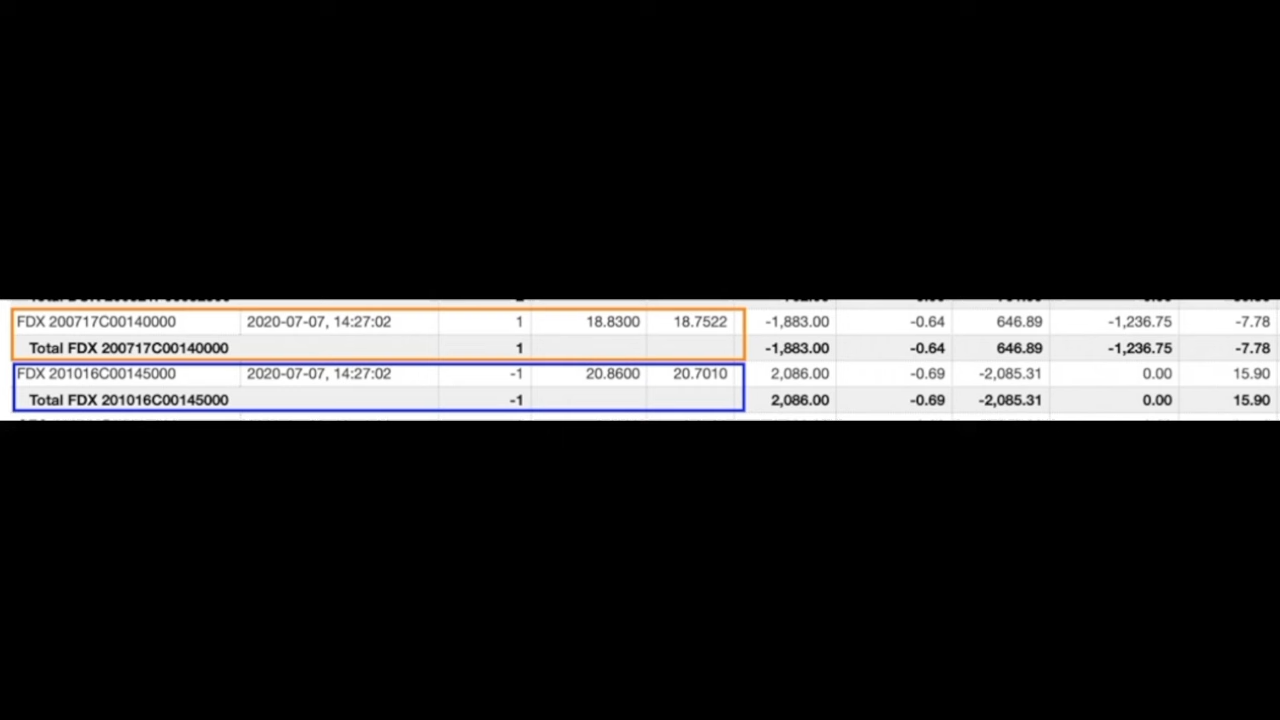 FDX 200717C00140000 2020-07-07, 14:27:02 1 18.8300 18.7522 -1,883.00 -0.64 646.89 -1,236.75 -7.78
Total FDX 200717C00140000 1 -1,883.00 -0.64 646.89 -1,236.75 -7.78
FDX 201016C00145000 2020-07-07, 14:27:02 -1 20.8600 20.7010 2,086.00 -0.69 -2,085.31 0.00 15.90
Total FDX 201016C00145000 -1 2,086.00 -0.69 -2,085.31 0.00 15.90